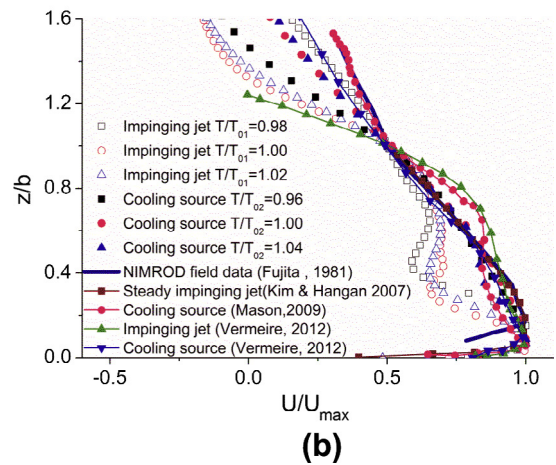 1.6
1.2
0.8
0.4
0.0
z/b
Impinging jet T/T01=0.98
Impinging jet T/T01=1.00
Impinging jet T/T01=1.02
Cooling source T/T02=0.96
Cooling source T/T02=1.00
Cooling source T/T02=1.04
NIMROD field data (Fujita , 1981)
Steady impinging jet(Kim & Hangan 2007)
Cooling source (Mason,2009)
Impinging jet (Vermeire, 2012)
Cooling source (Vermeire, 2012)
-0.5 0.0 0.5 1.0
U/Umax
(b)